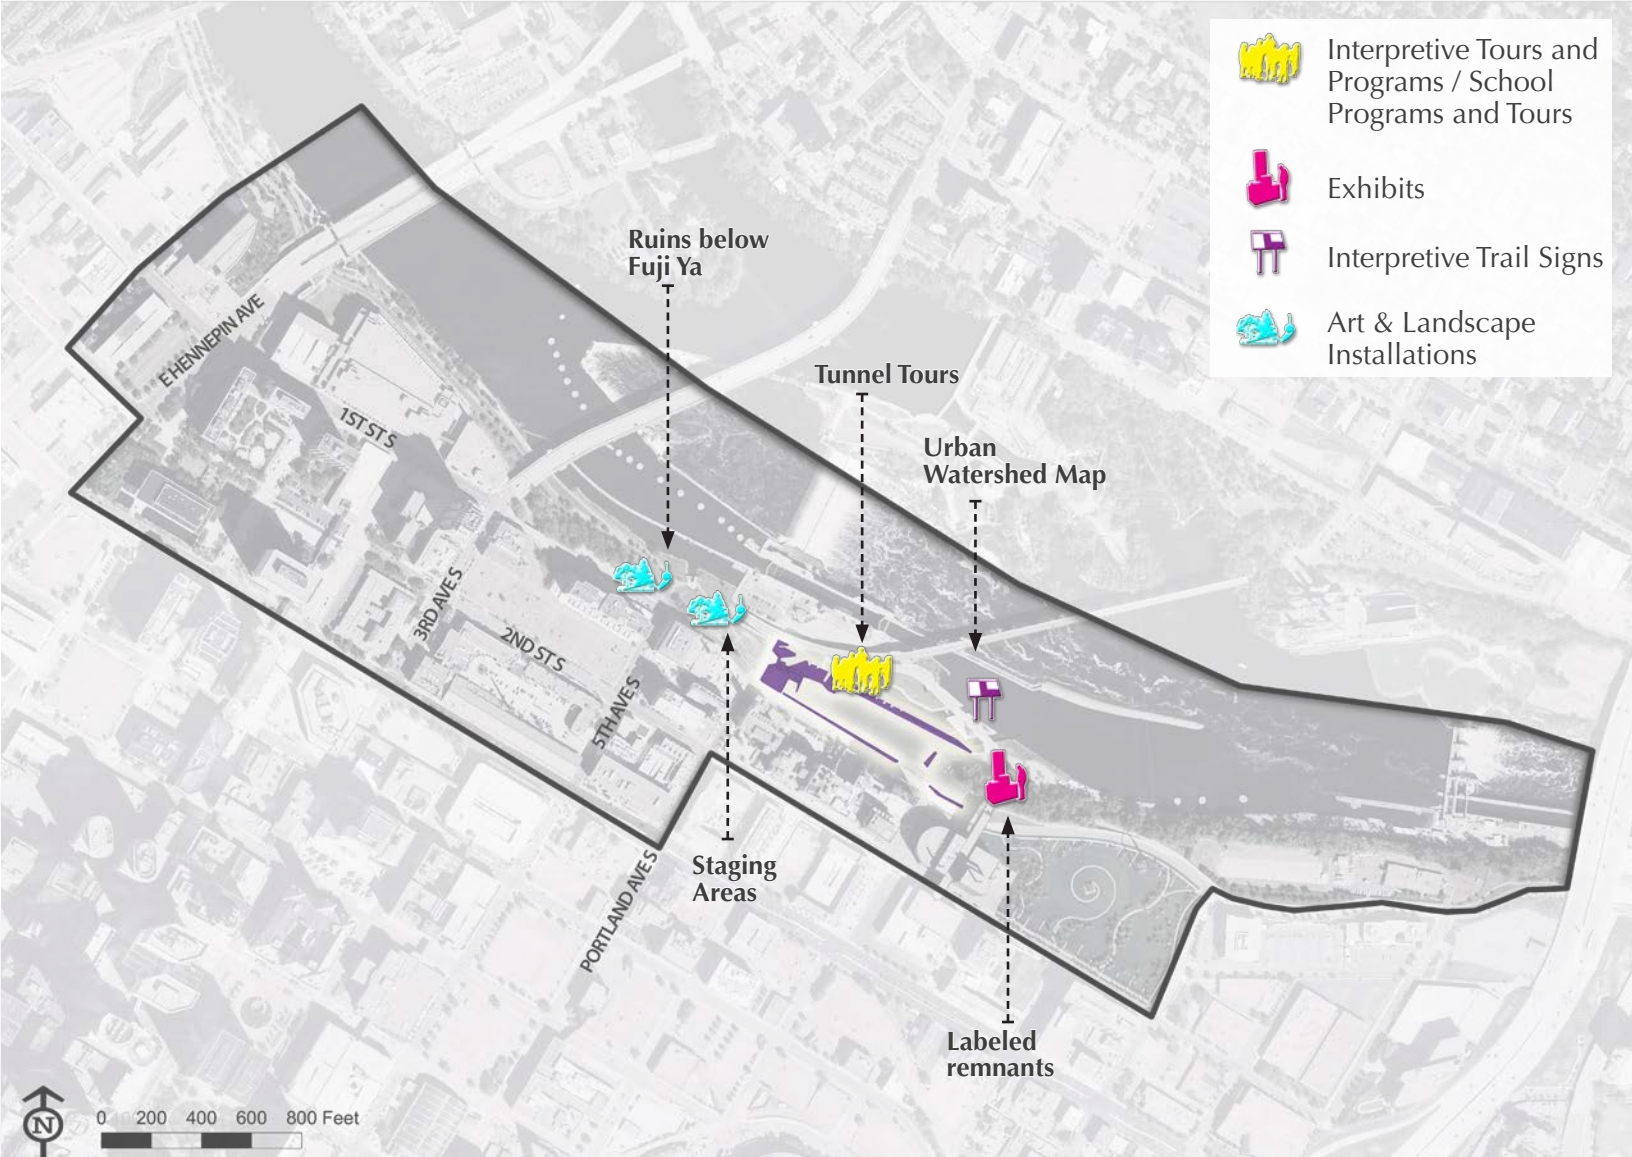 Interpretive Tours and
Programs / School
Programs and Tours
Exhibits
Interpretive Trail Signs
Art & Landscape
Installations
Ruins below
Fuji Ya
Tunnel Tours
Urban
Watershed Map
E HENNEPIN AVE
1ST ST S
3RD AVE S
2ND ST S
5TH AVE S
PORTLAND AVE S
Staging
Areas
Labeled
remnants
N
0 200 400 600 800 Feet